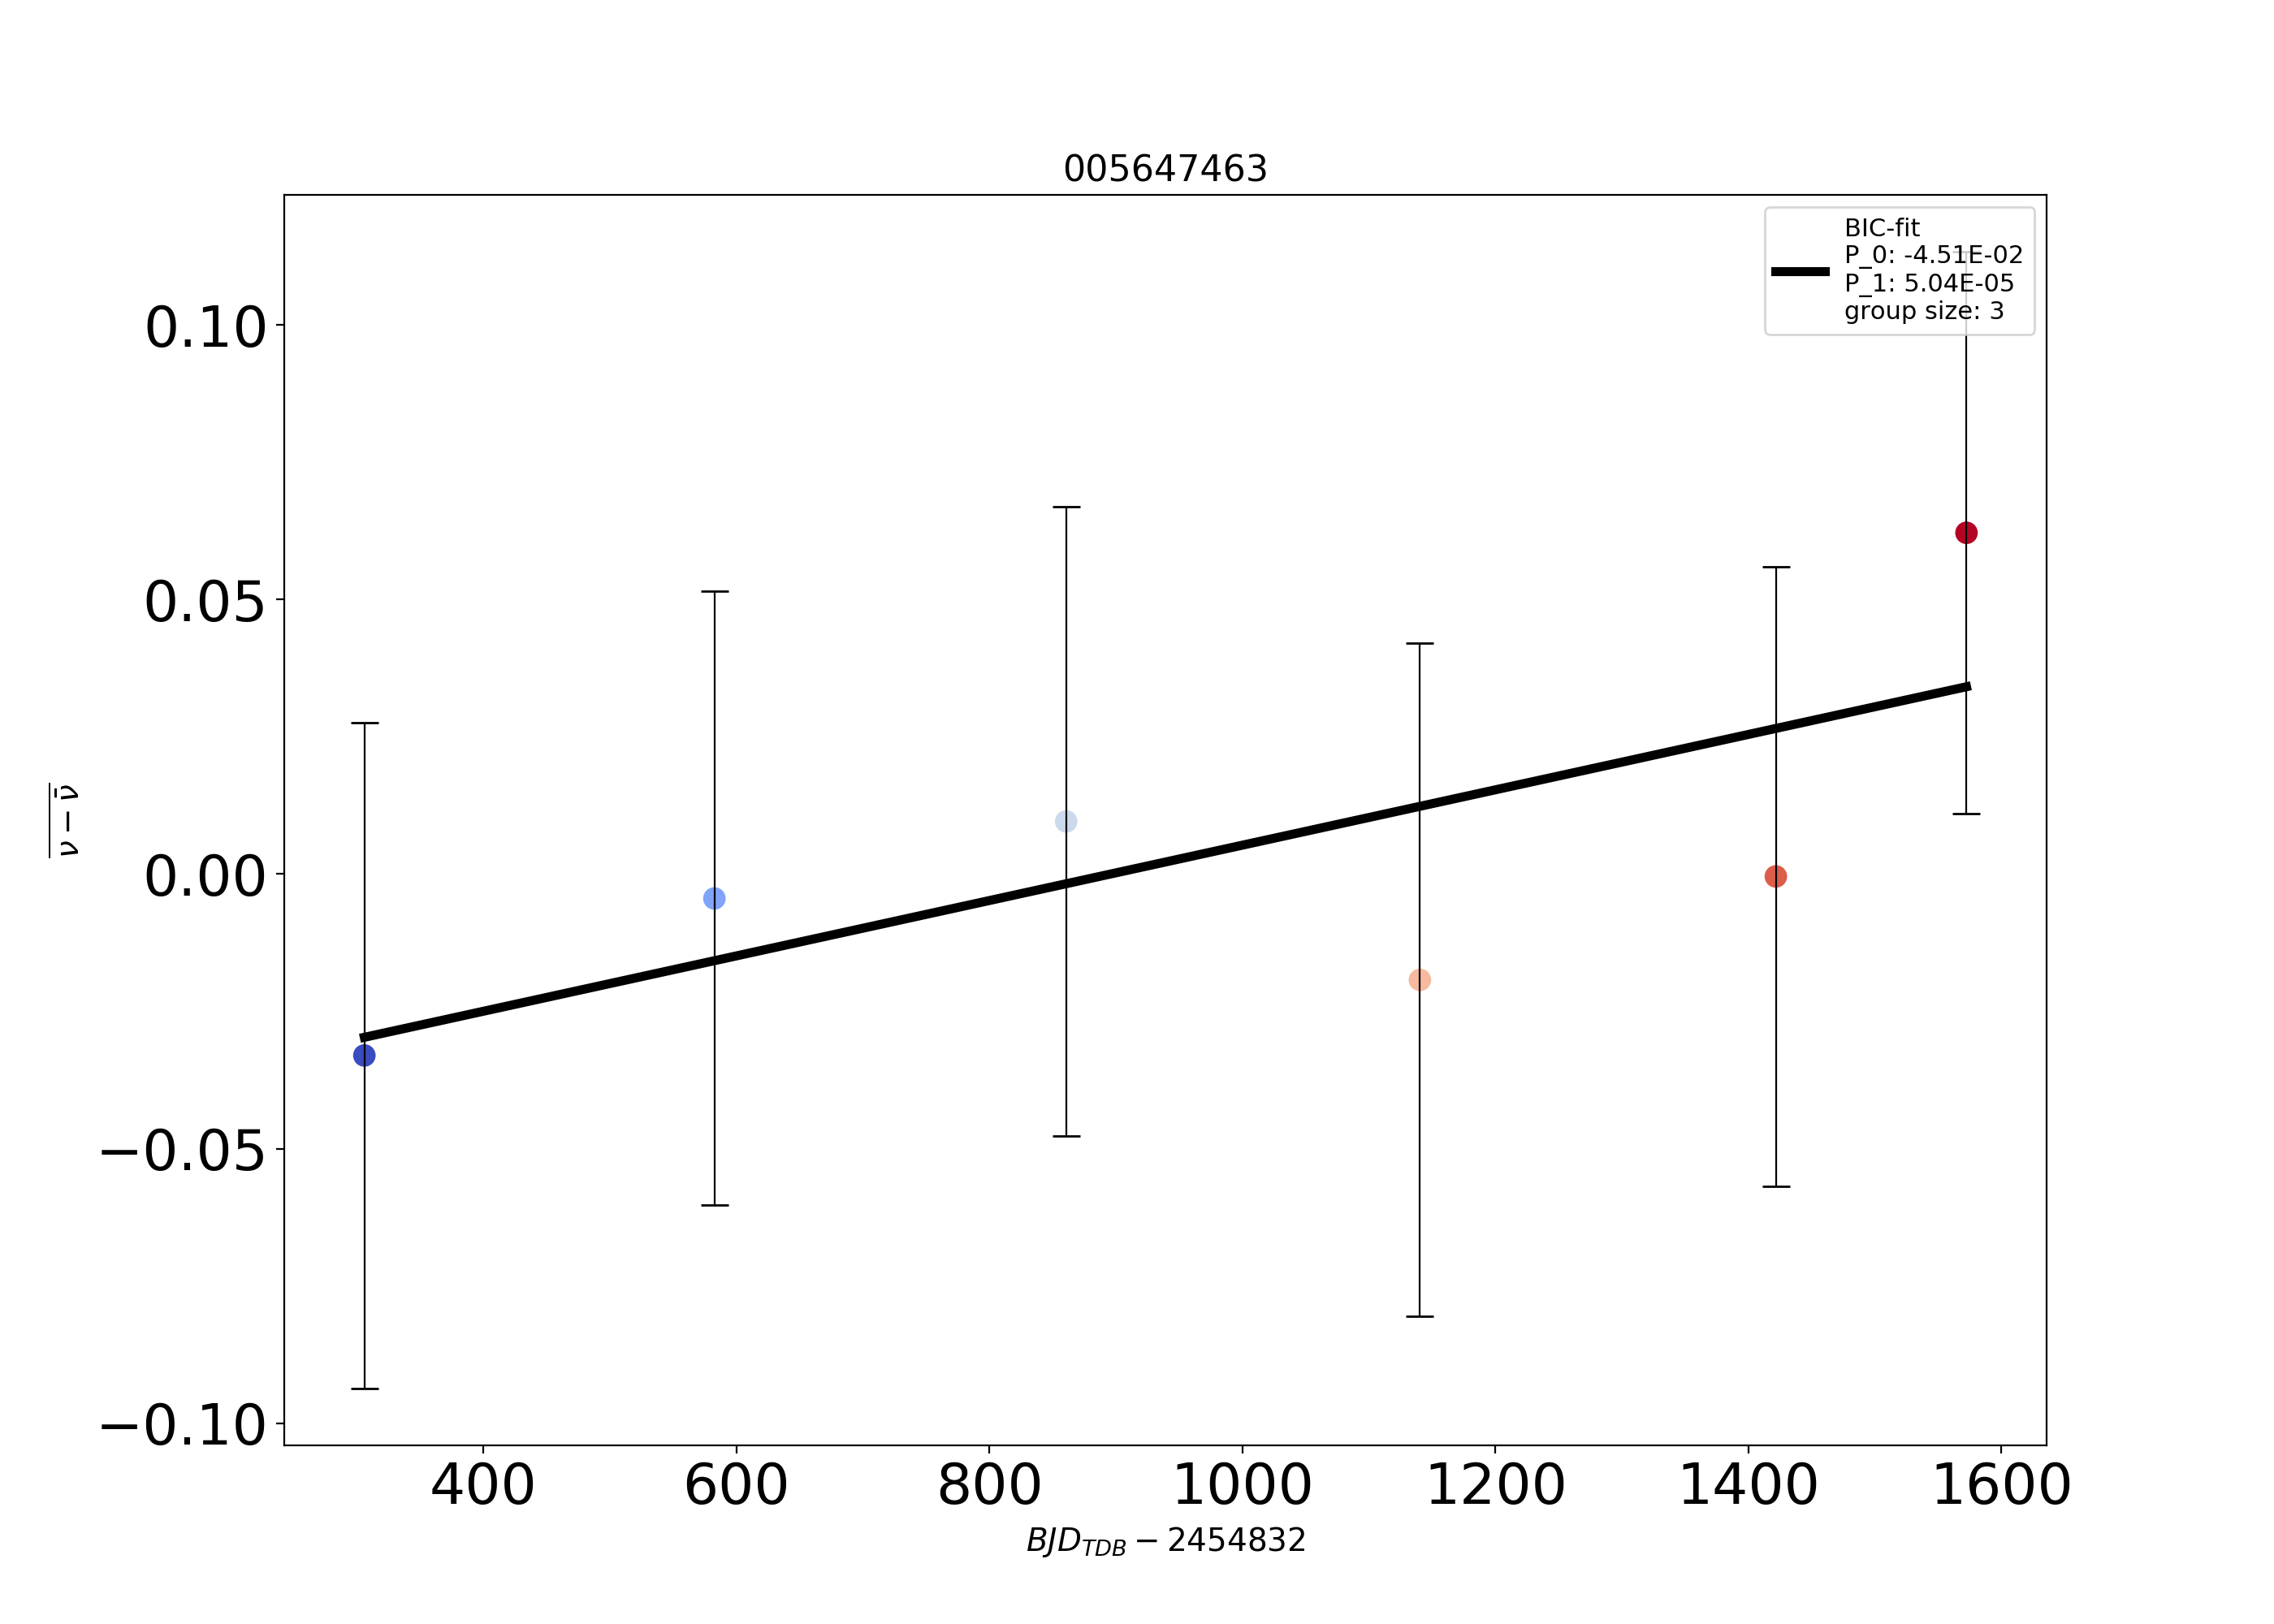 005647463
BIC-fit
P_0: -4.51E-02
P_1: 5.04E-05
group size: 3
0.10
0.05
0.00
−0.05
−0.10
ν − ν̄
400 600 800 1000 1200 1400 1600
BJD_TDB − 2454832